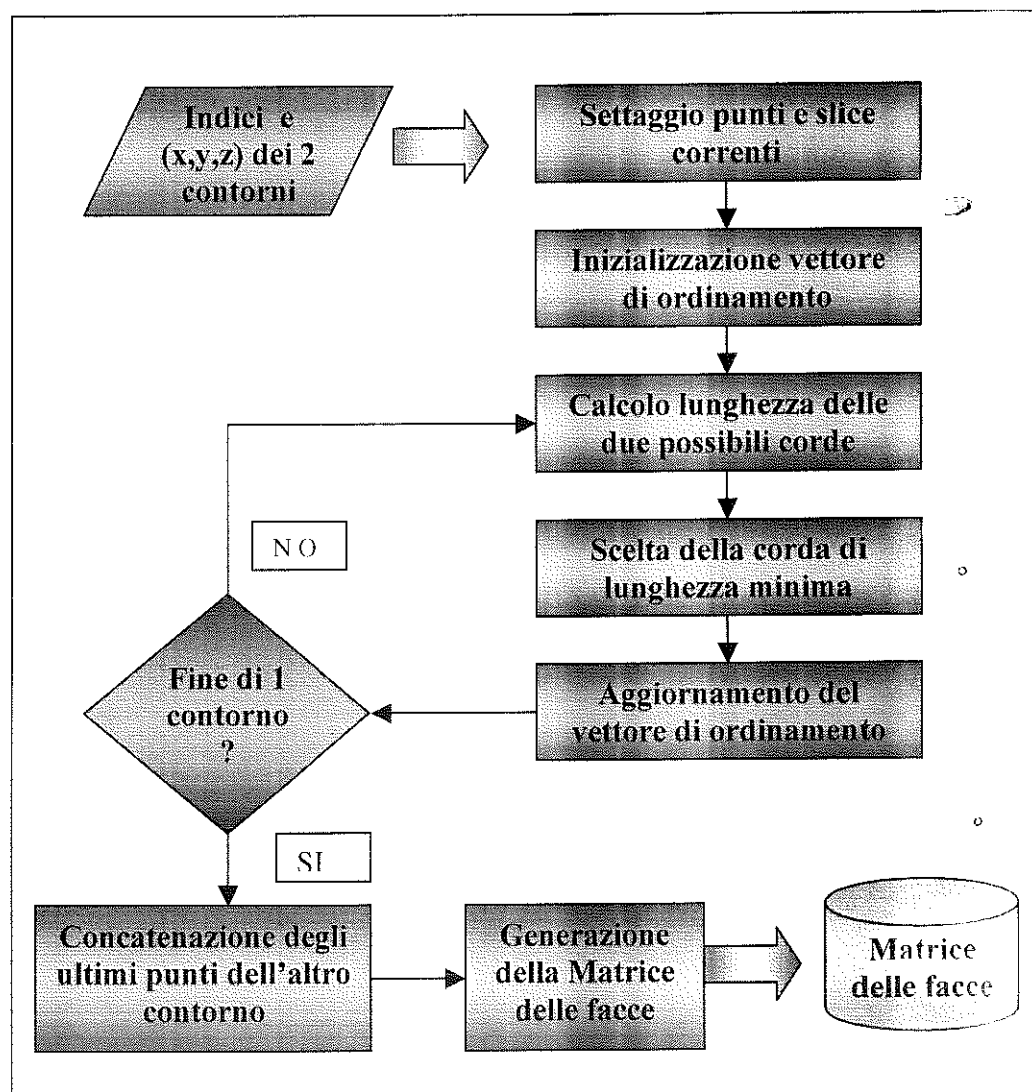 Indici e
(x,y,z) dei 2
contorni
Settaggio punti e slice
correnti
Inizializzazione vettore
di ordinamento
Calcolo lunghezza delle
due possibili corde
Scelta della corda di
lunghezza minima
Aggiornamento del
vettore di ordinamento
NO
Fine di 1
contorno
?
SI
Concatenazione degli
ultimi punti dell'altro
contorno
Generazione
della Matrice
delle facce
Matrice
delle facce